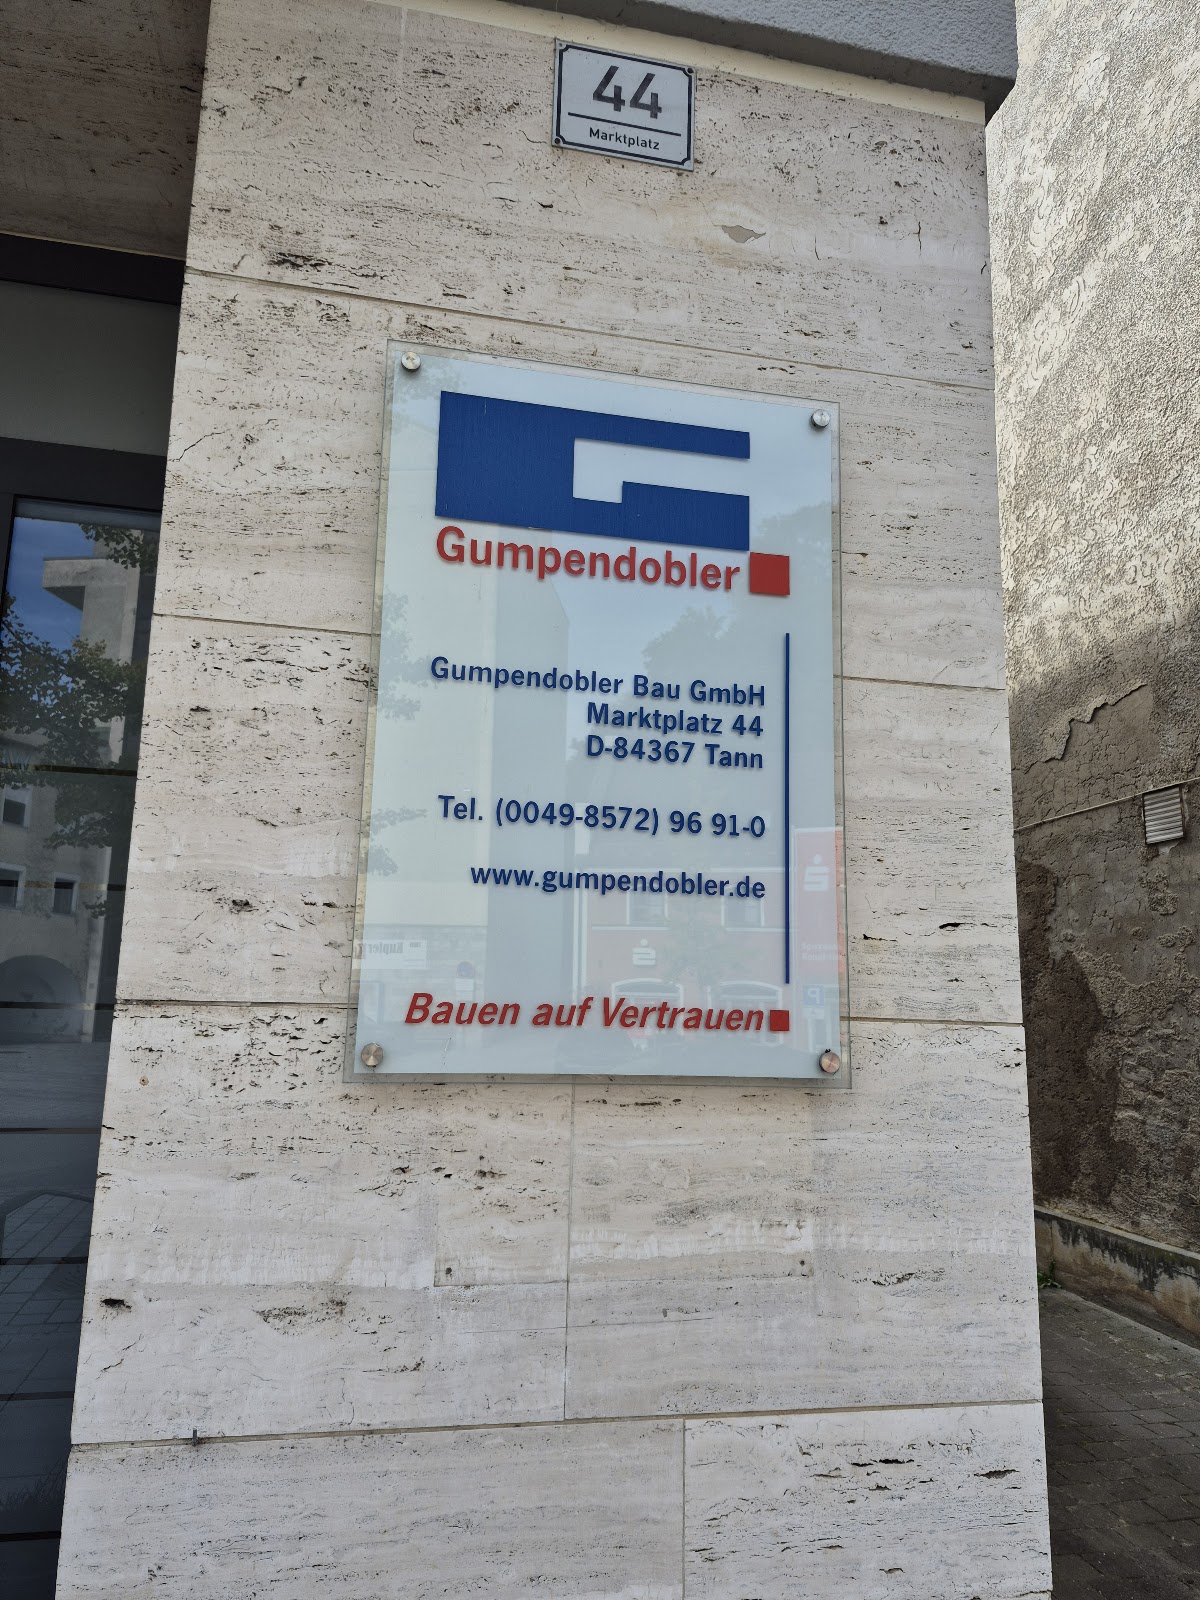 44
Marktplatz
Gumpendobler
Gumpendobler Bau GmbH
Marktplatz 44
D-84367 Tann
Tel. (0049-8572) 96 91-0
www.gumpendobler.de
Bauen auf Vertrauen